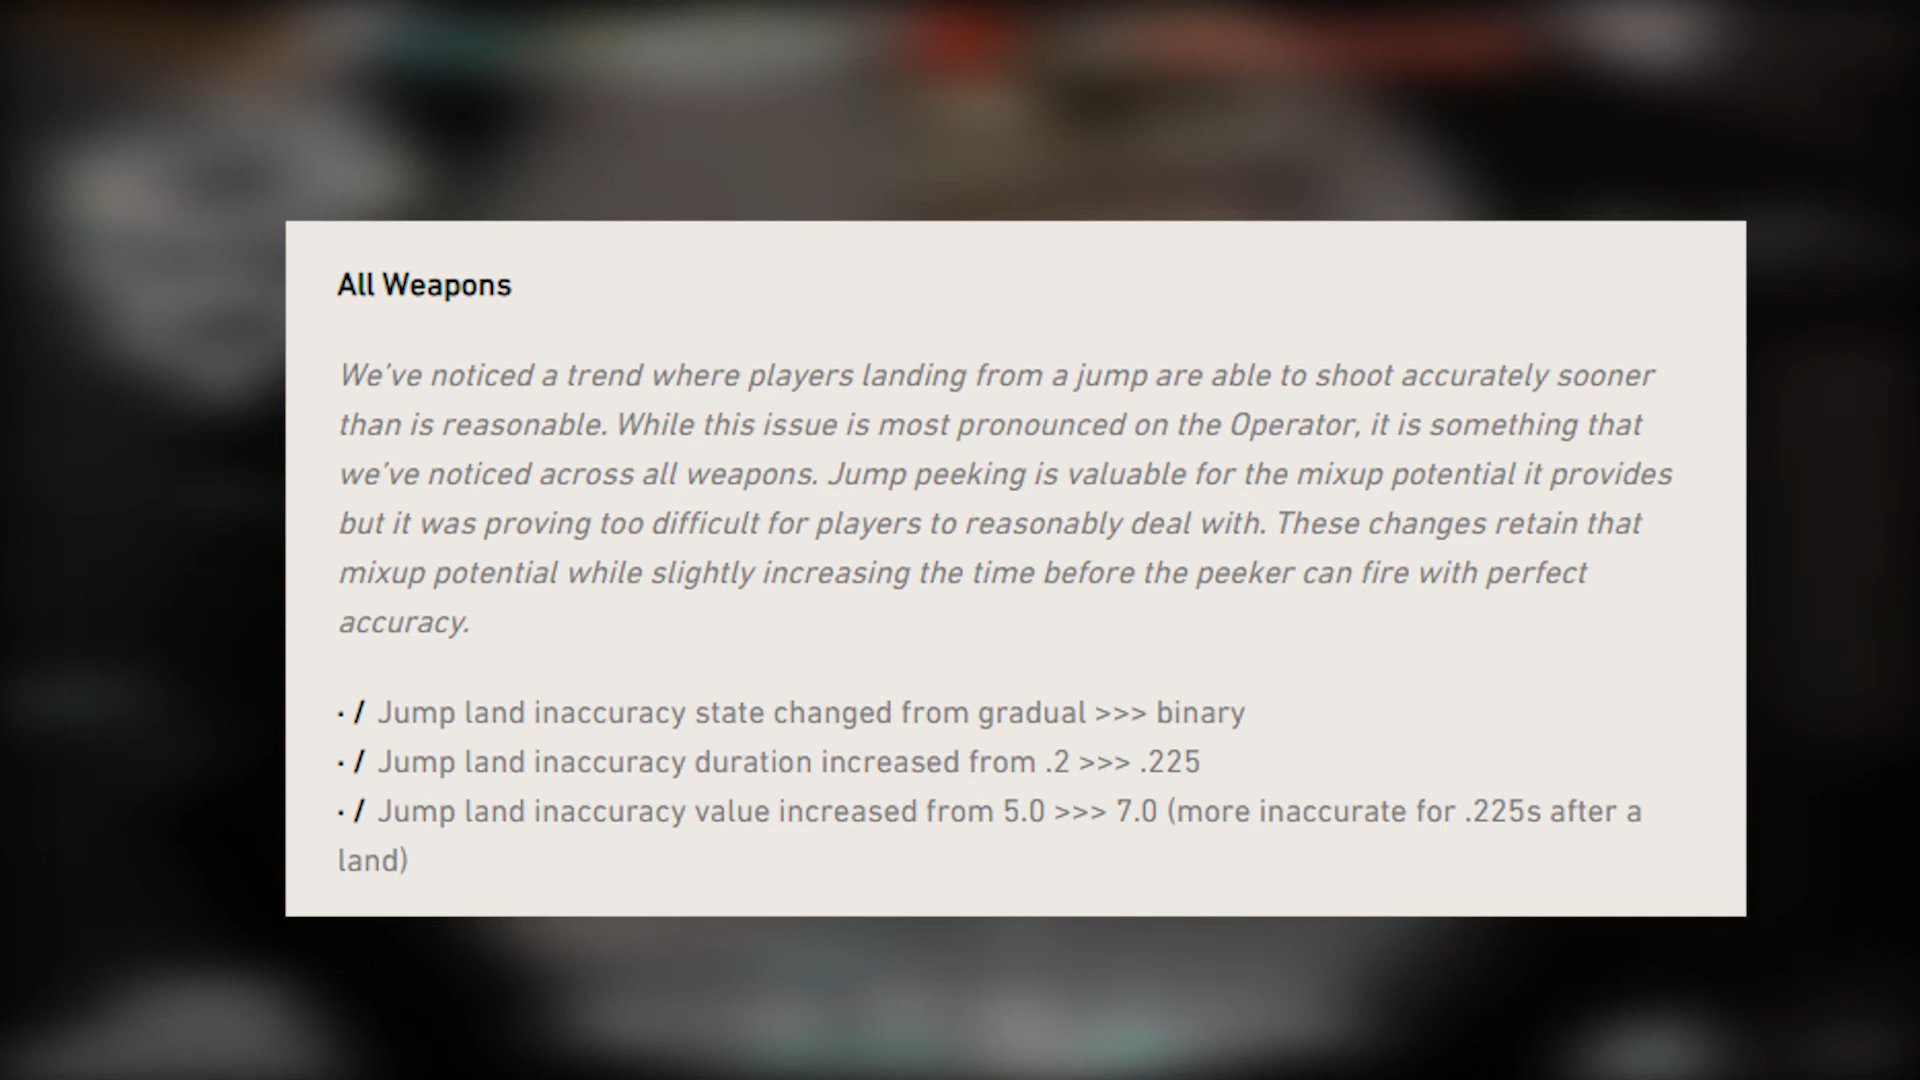 All Weapons
We've noticed a trend where players landing from a jump are able to shoot accurately sooner
than is reasonable. While this issue is most pronounced on the Operator, it is something that
we've noticed across all weapons. Jump peeking is valuable for the mixup potential it provides
but it was proving too difficult for players to reasonably deal with. These changes retain that
mixup potential while slightly increasing the time before the peeker can fire with perfect
accuracy.
· / Jump land inaccuracy state changed from gradual >>> binary
· / Jump land inaccuracy duration increased from .2 >>> .225
· / Jump land inaccuracy value increased from 5.0 >>> 7.0 (more inaccurate for .225s after a
land)